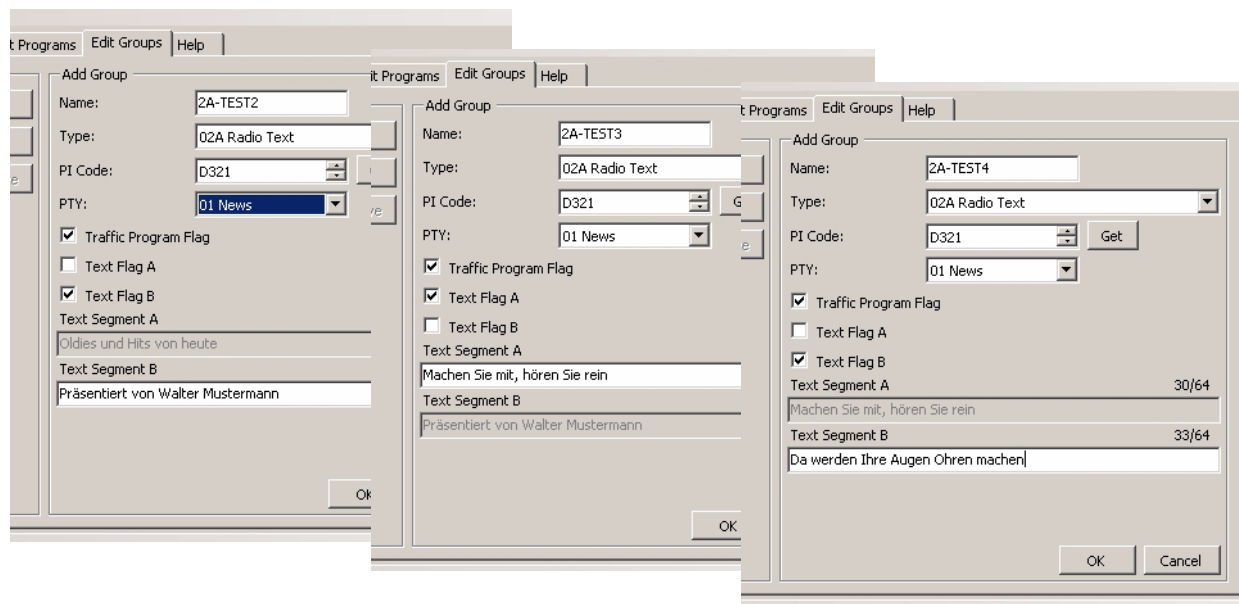 t Programs Edit Groups Help
Add Group
Name: 2A-TEST2
Type: 02A Radio Text
PI Code: D321
e
PTY: 01 News
Traffic Program Flag
Text Flag A
Text Flag B
Text Segment A
Oldies und Hits von heute
Text Segment B
Präsentiert von Walter Mustermann
OK
it Programs Edit Groups Help
Add Group
Name: 2A-TEST3
Type: 02A Radio Text
PI Code: D321 G
ve
PTY: 01 News
Traffic Program Flag
Text Flag A
Text Flag B
Text Segment A
Machen Sie mit, hören Sie rein
Text Segment B
Präsentiert von Walter Mustermann
OK
t Programs Edit Groups Help
Add Group
Name: 2A-TEST4
Type: 02A Radio Text
PI Code: D321 Get
e
PTY: 01 News
Traffic Program Flag
Text Flag A
Text Flag B
Text Segment A 30/64
Machen Sie mit, hören Sie rein
Text Segment B 33/64
Da werden Ihre Augen Ohren machen
OK Cancel